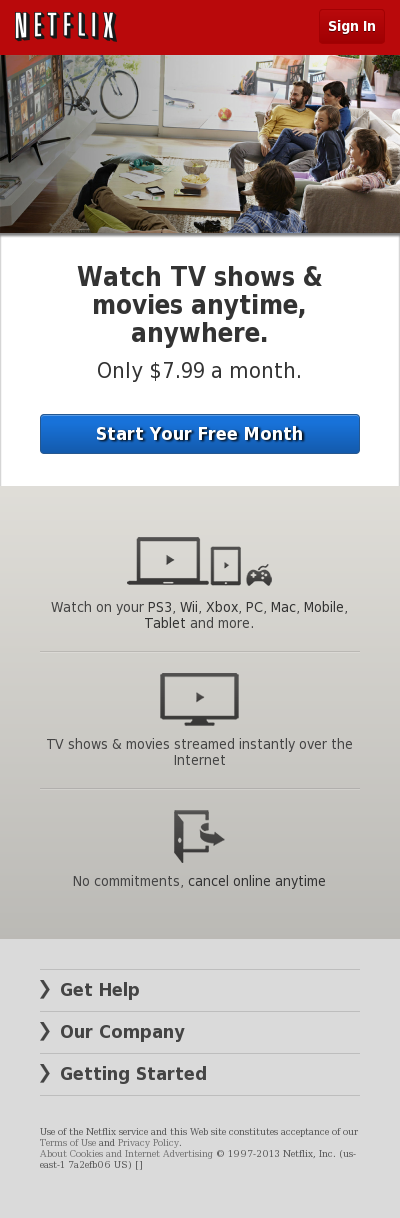 NETFLIX
Sign In
Watch TV shows &
movies anytime,
anywhere.
Only $7.99 a month.
Start Your Free Month
Watch on your PS3, Wii, Xbox, PC, Mac, Mobile,
Tablet and more.
TV shows & movies streamed instantly over the
Internet
No commitments, cancel online anytime
Get Help
Our Company
Getting Started
Use of the Netflix service and this Web site constitutes acceptance of our
Terms of Use and Privacy Policy.
About Cookies and Internet Advertising © 1997-2013 Netflix, Inc. (us-
east-1 7a2efb06 US) []